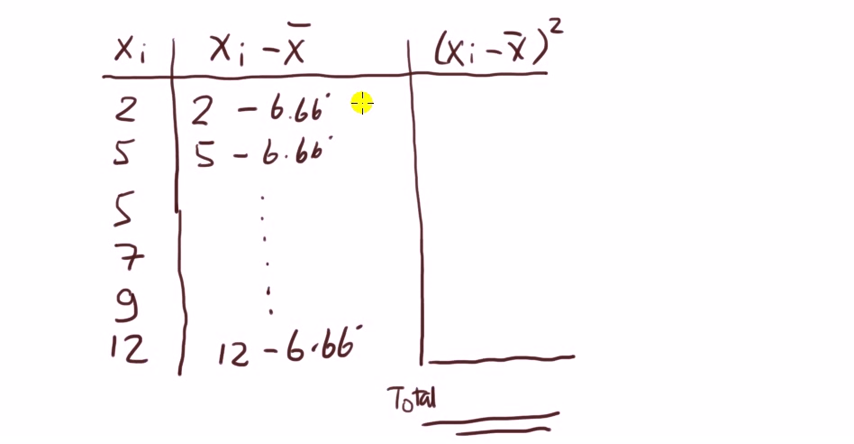 xi xi - x̄ (xi - x̄)²
2 2 - 6.66˙
5 5 - 6.66˙
5 .
7 .
9 :
12 12 - 6.66˙
Total